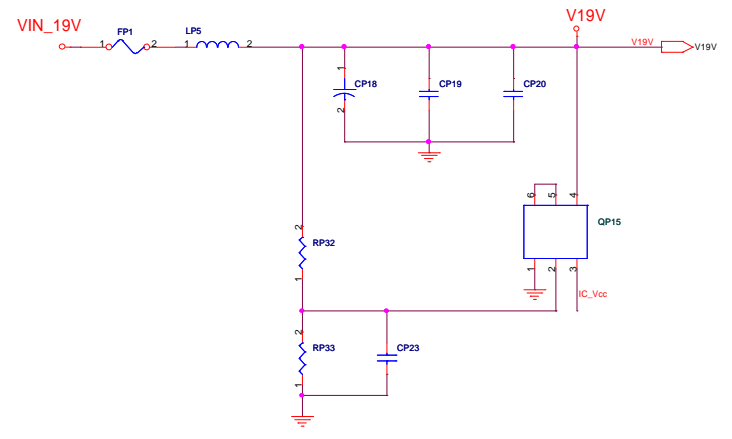 VIN_19V
V19V
FP1
LP5
1 2 1 2
V19V
V19V
1
CP18
CP19
CP20
2
6 5 4
QP15
1 2 3
IC_Vcc
2
RP32
1
2
RP33
CP23
1